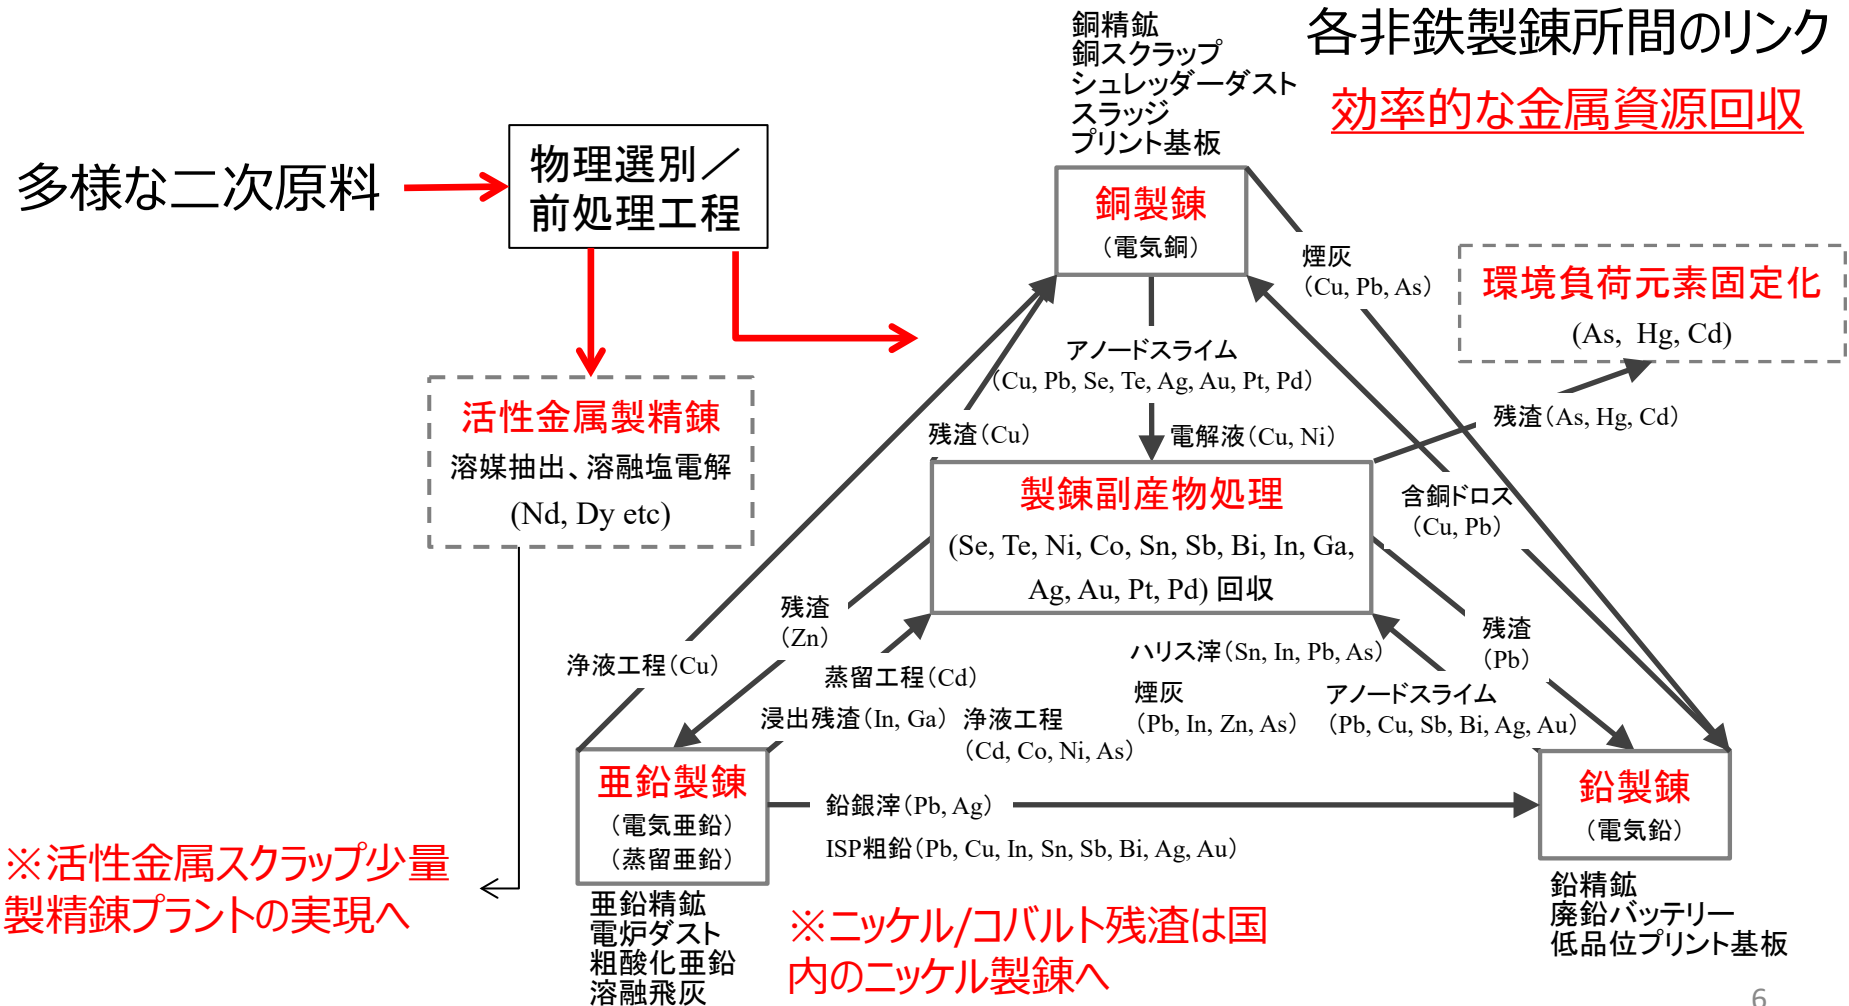 各非鉄製錬所間のリンク
効率的な金属資源回収
銅精鉱
銅スクラップ
シュレッダーダスト
スラッジ
プリント基板
多様な二次原料
物理選別／
前処理工程
銅製錬
（電気銅）
煙灰
（Cu, Pb, As）
環境負荷元素固定化
(As, Hg, Cd)
アノードスライム
（Cu, Pb, Se, Te, Ag, Au, Pt, Pd）
残渣（Cu）
電解液（Cu, Ni）
残渣（As, Hg, Cd）
活性金属製精錬
溶媒抽出、溶融塩電解
(Nd, Dy etc)
製錬副産物処理
(Se, Te, Ni, Co, Sn, Sb, Bi, In, Ga,
Ag, Au, Pt, Pd) 回収
含銅ドロス
（Cu, Pb）
残渣
（Zn）
浄液工程（Cu）
蒸留工程（Cd）
浸出残渣（In, Ga）
浄液工程
（Cd, Co, Ni, As）
ハリス滓（Sn, In, Pb, As）
煙灰
（Pb, In, Zn, As）
アノードスライム
（Pb, Cu, Sb, Bi, Ag, Au）
残渣
（Pb）
亜鉛製錬
（電気亜鉛）
（蒸留亜鉛）
鉛銀滓（Pb, Ag）
ISP粗鉛（Pb, Cu, In, Sn, Sb, Bi, Ag, Au）
鉛製錬
（電気鉛）
亜鉛精鉱
電炉ダスト
粗酸化亜鉛
溶融飛灰
鉛精鉱
廃鉛バッテリー
低品位プリント基板
※活性金属スクラップ少量
製精錬プラントの実現へ
※ニッケル/コバルト残渣は国
内のニッケル製錬へ
6